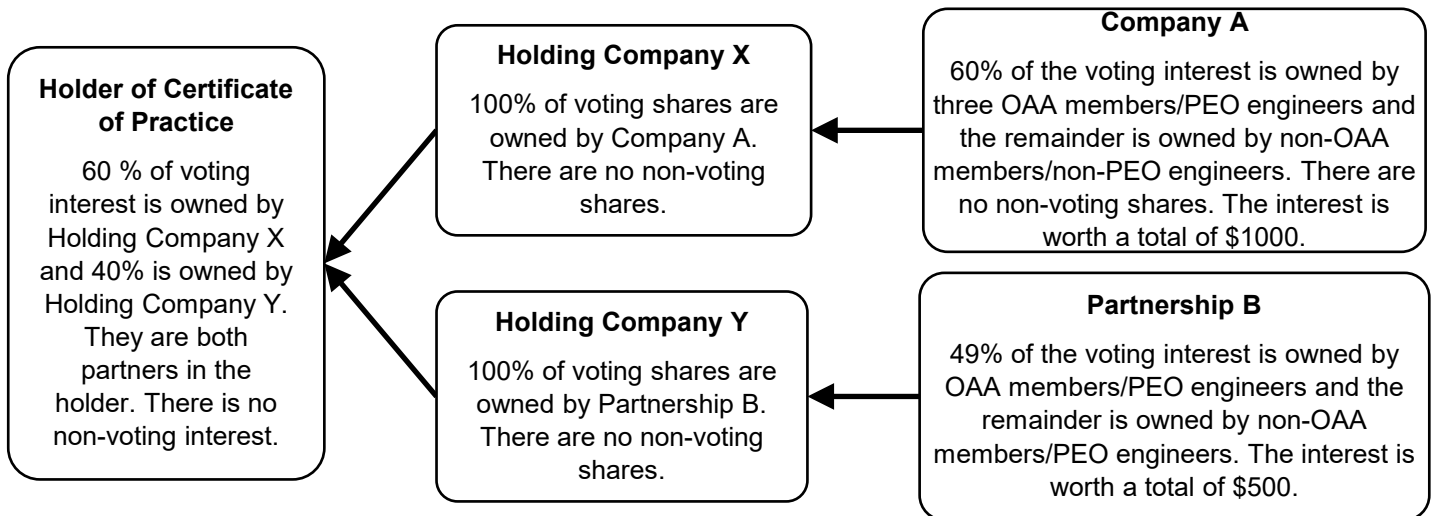 Holder of Certificate
of Practice
60 % of voting
interest is owned by
Holding Company X
and 40% is owned by
Holding Company Y.
They are both
partners in the
holder. There is no
non-voting interest.
Holding Company X
100% of voting shares are
owned by Company A.
There are no non-voting
shares.
Holding Company Y
100% of voting shares are
owned by Partnership B.
There are no non-voting
shares.
Company A
60% of the voting interest is owned by
three OAA members/PEO engineers and
the remainder is owned by non-OAA
members/non-PEO engineers. There are
no non-voting shares. The interest is
worth a total of $1000.
Partnership B
49% of the voting interest is owned by
OAA members/PEO engineers and the
remainder is owned by non-OAA
members/PEO engineers. The interest is
worth a total of $500.